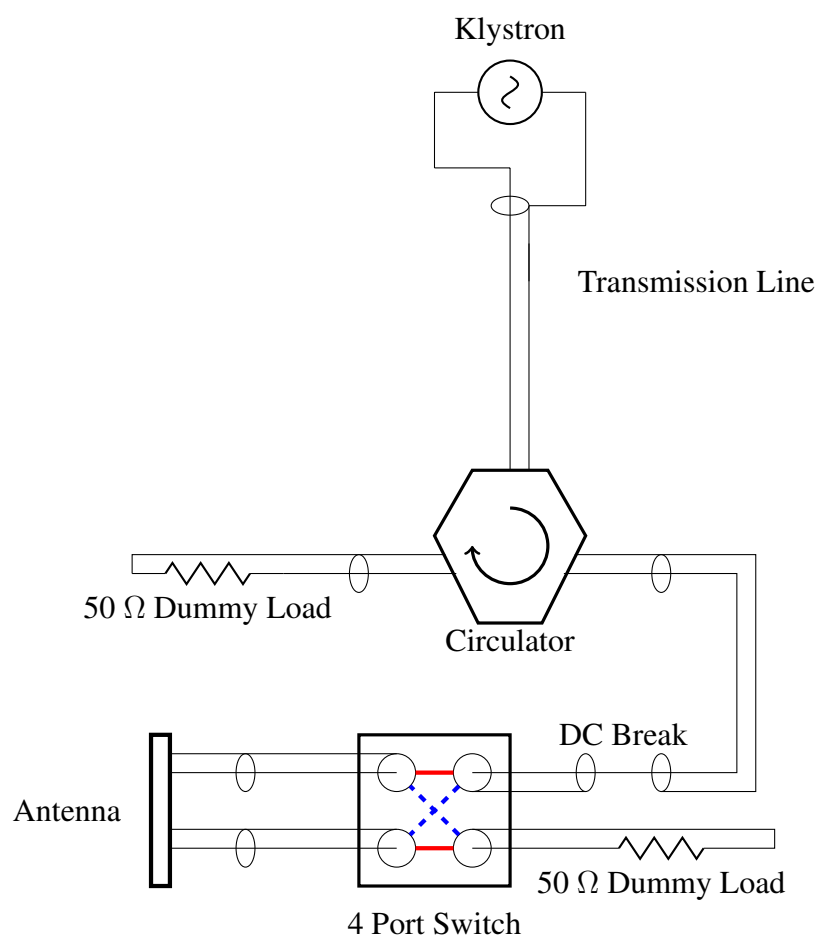 Klystron
Transmission Line
50 Ω Dummy Load
Circulator
DC Break
Antenna
50 Ω Dummy Load
4 Port Switch